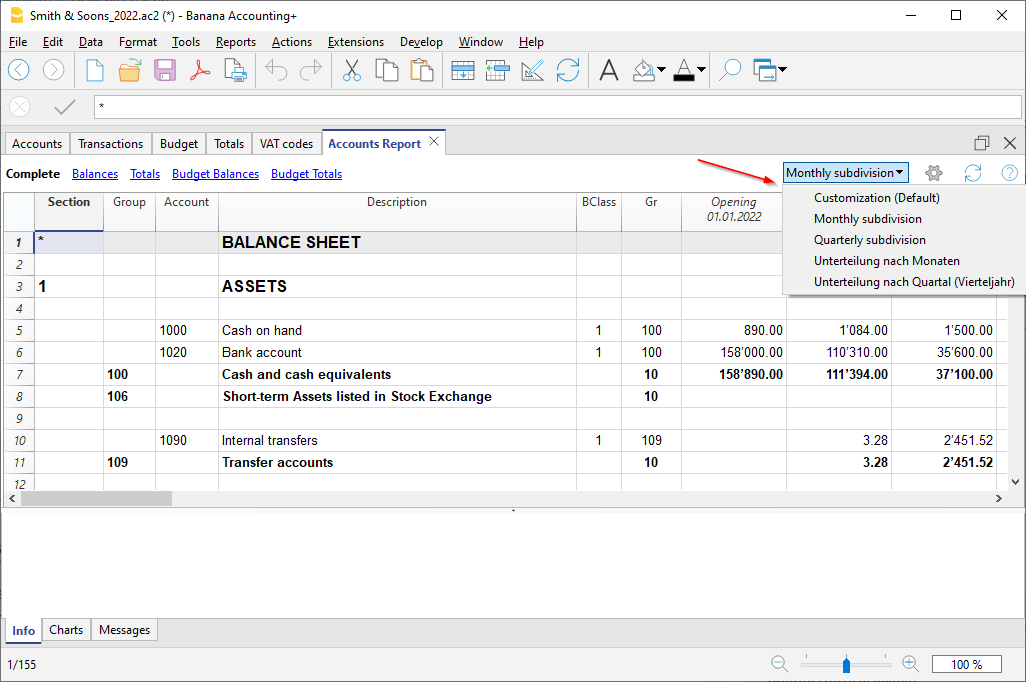 Smith & Soons_2022.ac2 (*) - Banana Accounting+
File Edit Data Format Tools Reports Actions Extensions Develop Window Help
*
Accounts Transactions Budget Totals VAT codes Accounts Report
Complete Balances Totals Budget Balances Budget Totals Monthly subdivision
Customization (Default)
Monthly subdivision
Quarterly subdivision
Unterteilung nach Monaten
Unterteilung nach Quartal (Vierteljahr)
Section Group Account Description BClass Gr Opening
01.01.2022
1 * BALANCE SHEET
2
3 1 ASSETS
4
5 1000 Cash on hand 1 100 890.00 1'084.00 1'500.00
6 1020 Bank account 1 100 158'000.00 110'310.00 35'600.00
7 100 Cash and cash equivalents 10 158'890.00 111'394.00 37'100.00
8 106 Short-term Assets listed in Stock Exchange 10
9
10 1090 Internal transfers 1 109 3.28 2'451.52
11 109 Transfer accounts 10 3.28 2'451.52
12
Info Charts Messages
1/155 100 %